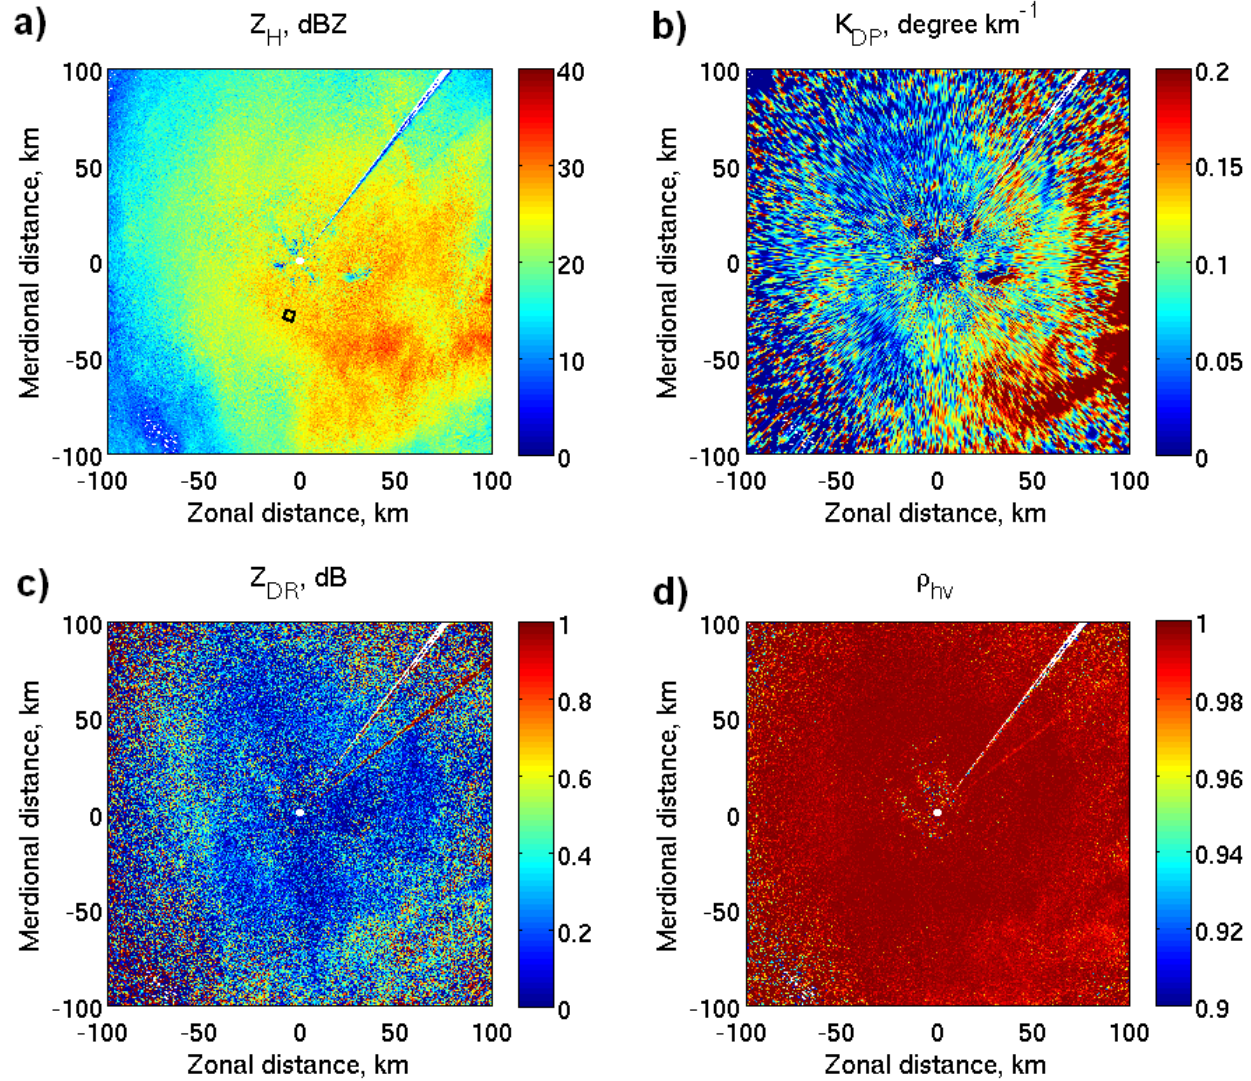 a)
Z_H, dBZ
100
50
0
-50
-100
Merdional distance, km
-100 -50 0 50 100
Zonal distance, km
40
30
20
10
0
b)
K_DP, degree km^-1
100
50
0
-50
-100
Merdional distance, km
-100 -50 0 50 100
Zonal distance, km
0.2
0.15
0.1
0.05
0
c)
Z_DR, dB
100
50
0
-50
-100
Merdional distance, km
-100 -50 0 50 100
Zonal distance, km
1
0.8
0.6
0.4
0.2
0
d)
ρ_hv
100
50
0
-50
-100
Merdional distance, km
-100 -50 0 50 100
Zonal distance, km
1
0.98
0.96
0.94
0.92
0.9